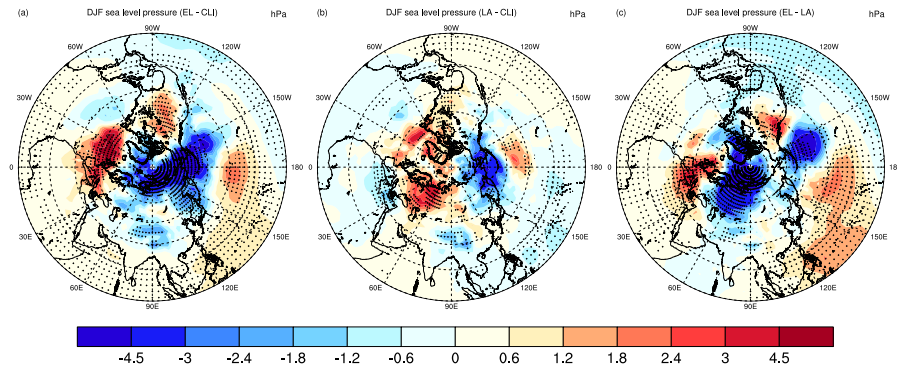 (a) DJF sea level pressure (EL - CLI) hPa
90W
60W 120W
30W 150W
0 180
30E 150E
60E 120E
90E
(b) DJF sea level pressure (LA - CLI) hPa
90W
60W 120W
30W 150W
0 180
30E 150E
60E 120E
90E
(c) DJF sea level pressure (EL - LA) hPa
90W
60W 120W
30W 150W
0 180
30E 150E
60E 120E
90E
-4.5 -3 -2.4 -1.8 -1.2 -0.6 0 0.6 1.2 1.8 2.4 3 4.5